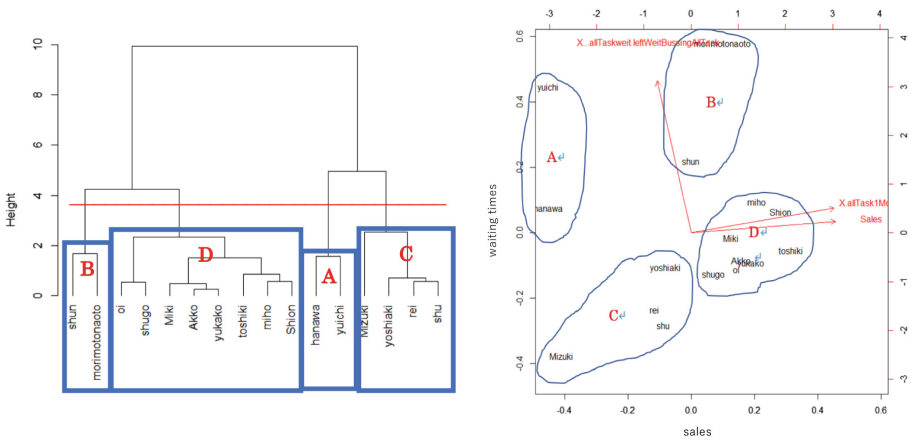 Height
10
8
6
4
2
0
B
D
A
C
shun
morimotonaoto
oi
shugo
Miki
Akko
yukako
toshiki
miho
Shion
hanawa
yuichi
Mizuki
yoshiaki
rei
shu
-3 -2 -1 0 1 2 3 4
waiting times
0.6
0.4
0.2
0.0
-0.2
-0.4
4
3
2
1
0
-1
-2
-3
morimotonaoto
yuichi
B
A
shun
hanawa
miho
Shion
X.allTask1Mo
Sales
D
Miki
toshiki
Akko
yukako
oi
shugo
yoshiaki
rei
C
shu
Mizuki
-0.4 -0.2 0.0 0.2 0.4 0.6
sales